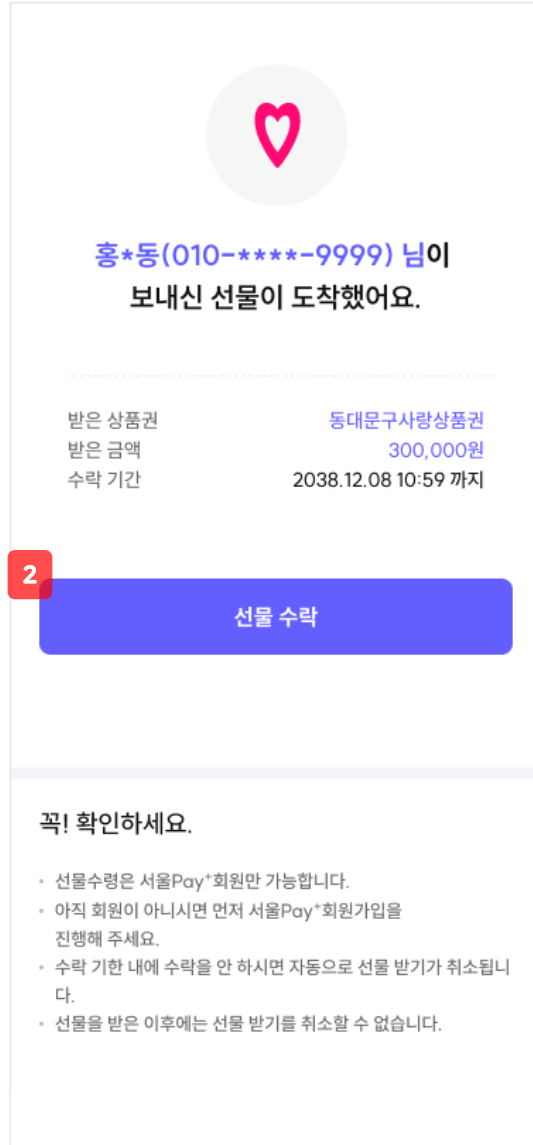 홍*동(010-****-9999) 님이
보내신 선물이 도착했어요.
받은 상품권 동대문구사랑상품권
받은 금액 300,000원
수락 기간 2038.12.08 10:59 까지
2
선물 수락
꼭! 확인하세요.
• 선물수령은 서울Pay⁺회원만 가능합니다.
• 아직 회원이 아니시면 먼저 서울Pay⁺회원가입을
진행해 주세요.
• 수락 기한 내에 수락을 안 하시면 자동으로 선물 받기가 취소됩니
다.
• 선물을 받은 이후에는 선물 받기를 취소할 수 없습니다.